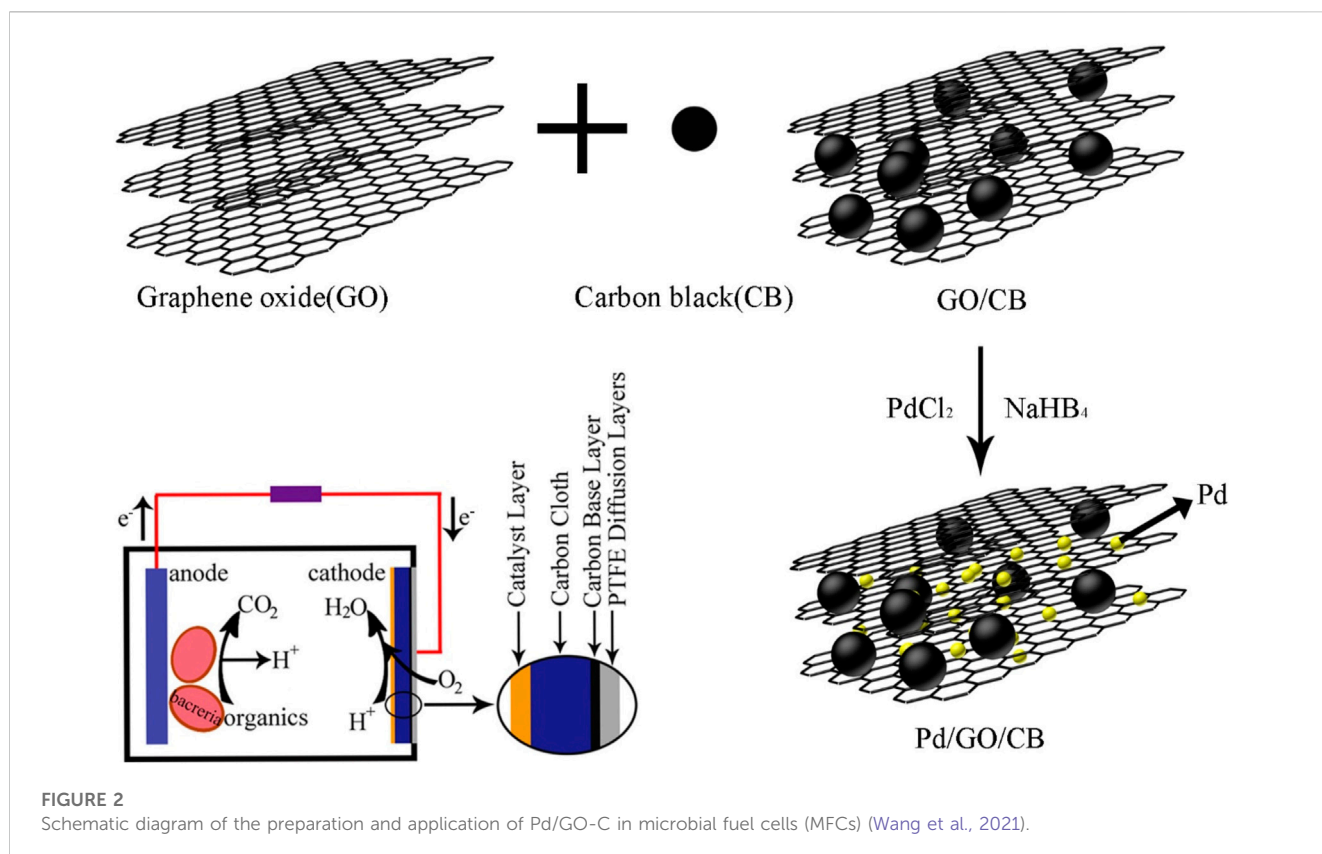 Graphene oxide(GO)
Carbon black(CB)
GO/CB
PdCl₂
NaHB₄
Pd
Pd/GO/CB
e⁻
e⁻
anode
cathode
CO₂
H⁺
bacreria
organics
H₂O
O₂
H⁺
Catalyst Layer
Carbon Cloth
Carbon Base Layer
PTFE Diffusion Layers
FIGURE 2
Schematic diagram of the preparation and application of Pd/GO-C in microbial fuel cells (MFCs) (Wang et al., 2021).